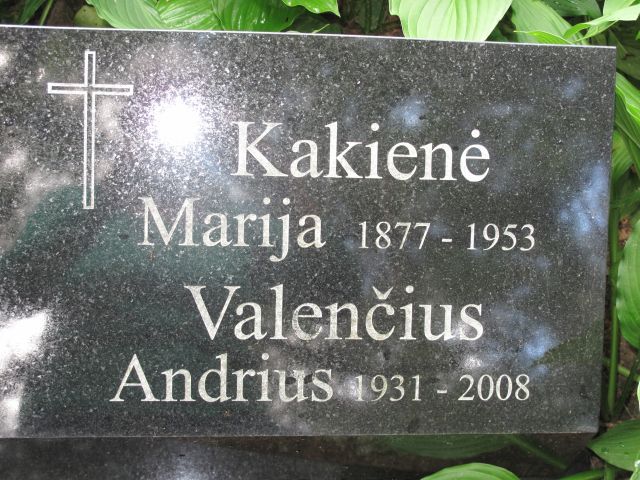 Kakienė
Marija 1877 - 1953
Valenčius
Andrius 1931 - 2008